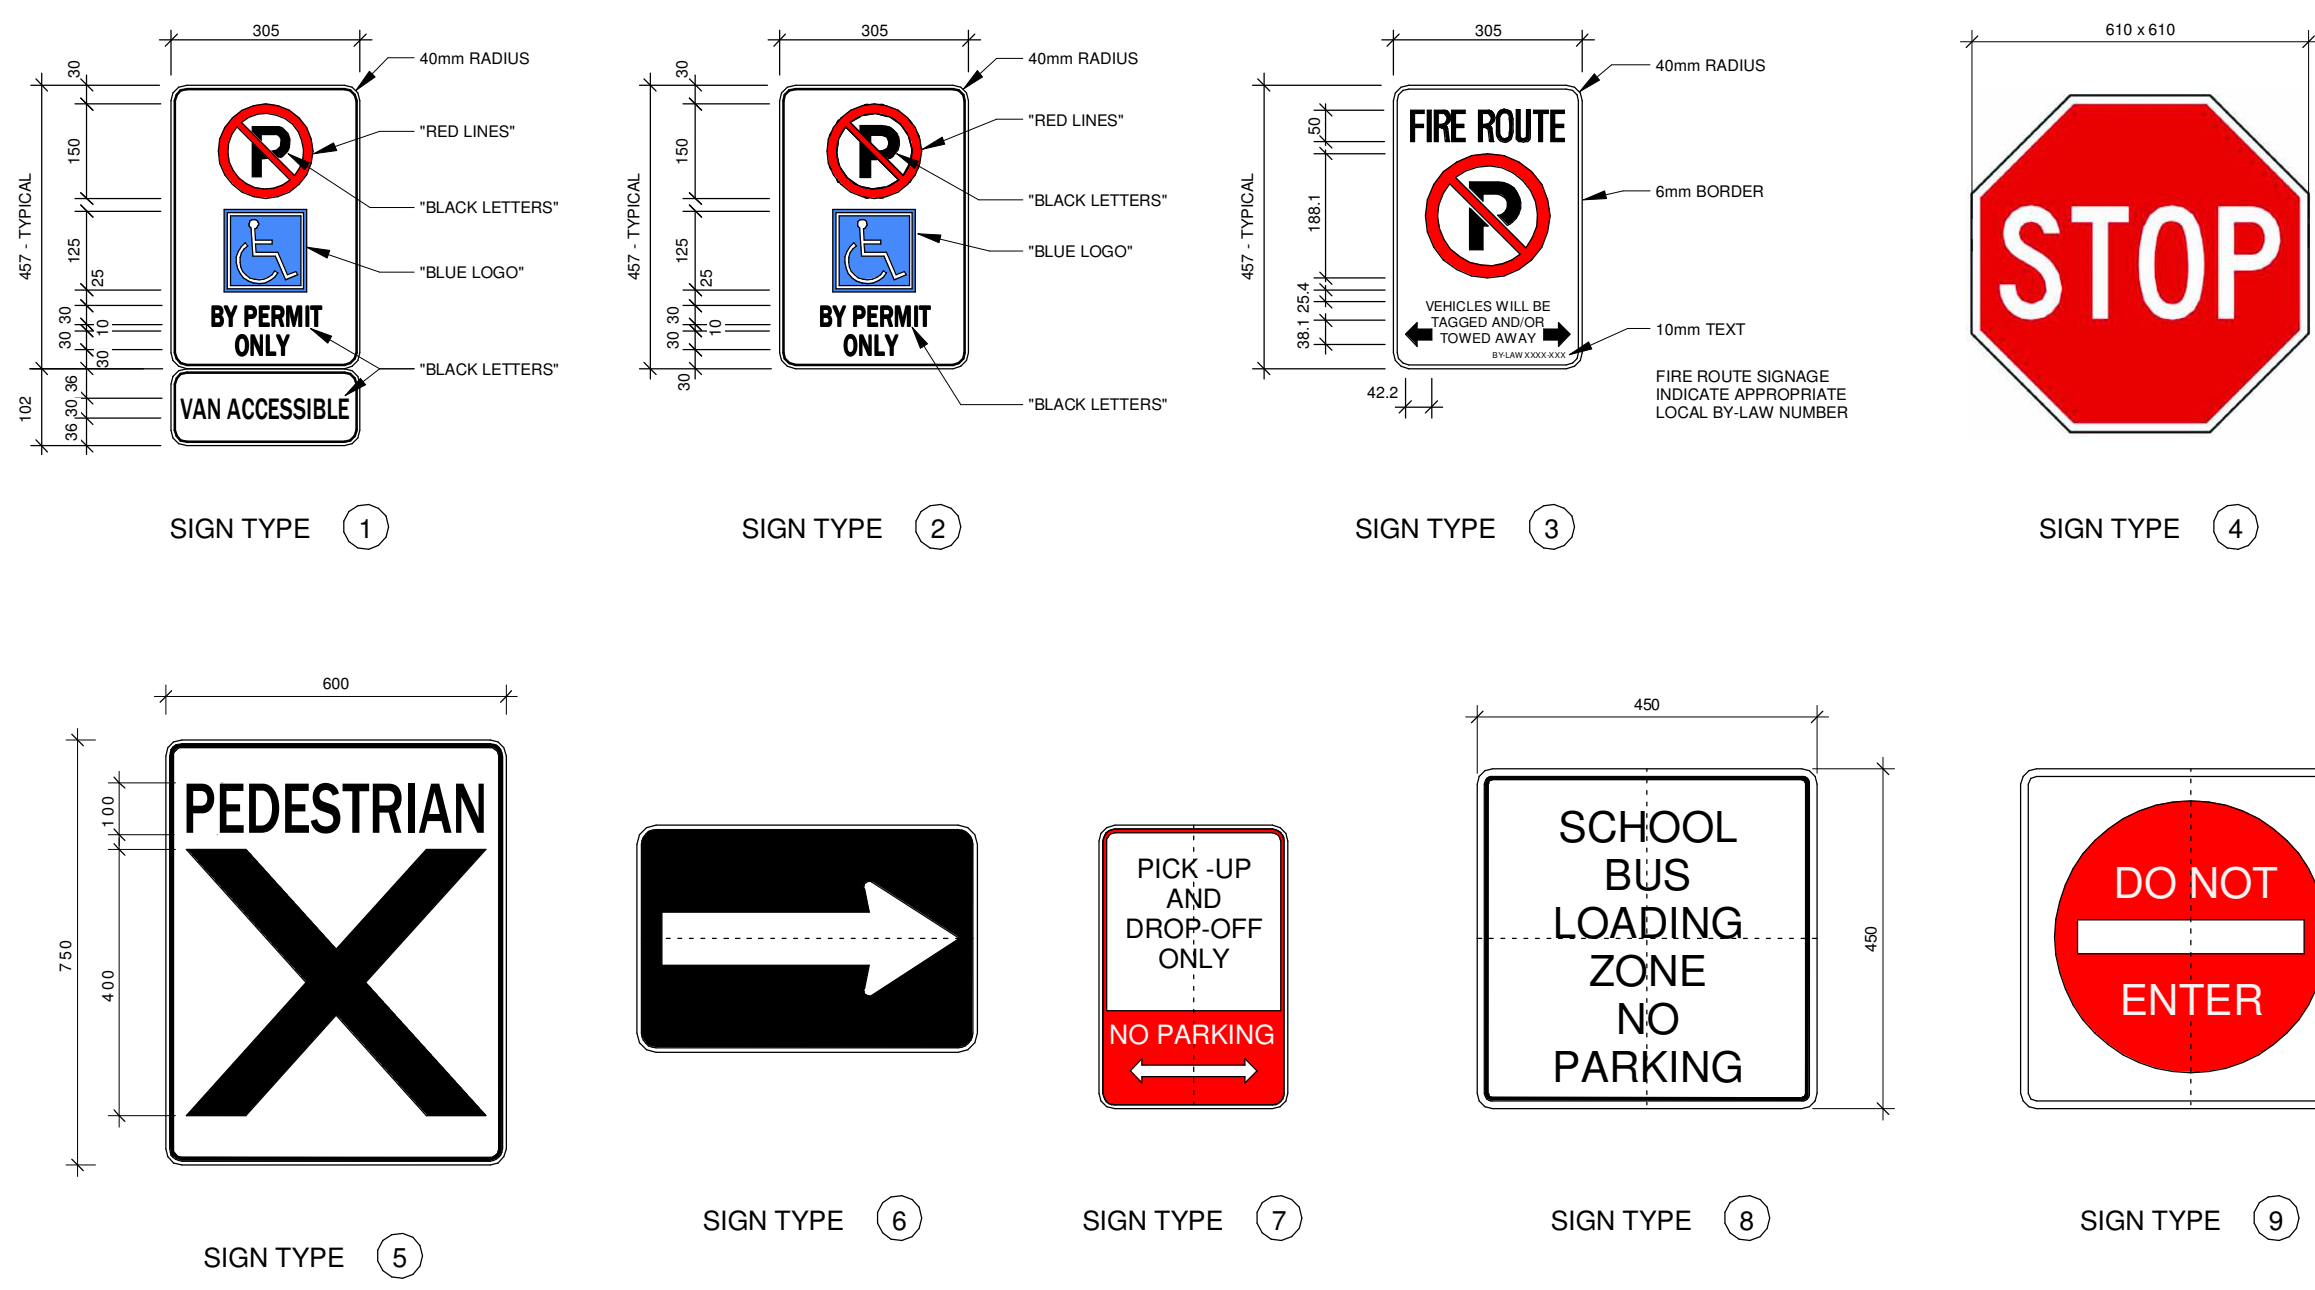 305
40mm RADIUS
30
"RED LINES"
150
P
"BLACK LETTERS"
457 - TYPICAL
125
"BLUE LOGO"
25
30
10
30
BY PERMIT
ONLY
30
"BLACK LETTERS"
102
36
30
36
VAN ACCESSIBLE
SIGN TYPE 1
305
40mm RADIUS
30
"RED LINES"
150
P
"BLACK LETTERS"
457 - TYPICAL
125
"BLUE LOGO"
25
30
10
30
BY PERMIT
ONLY
30
"BLACK LETTERS"
SIGN TYPE 2
305
40mm RADIUS
50
FIRE ROUTE
P
6mm BORDER
457 - TYPICAL
188.1
25.4
38.1
VEHICLES WILL BE
TAGGED AND/OR
TOWED AWAY
BY-LAW XXXX-XXX
10mm TEXT
42.2
FIRE ROUTE SIGNAGE
INDICATE APPROPRIATE
LOCAL BY-LAW NUMBER
SIGN TYPE 3
610 x 610
STOP
SIGN TYPE 4
600
750
100
400
PEDESTRIAN
X
SIGN TYPE 5
SIGN TYPE 6
PICK -UP
AND
DROP-OFF
ONLY
NO PARKING
SIGN TYPE 7
450
450
SCHOOL
BUS
LOADING
ZONE
NO
PARKING
SIGN TYPE 8
DO NOT
ENTER
SIGN TYPE 9